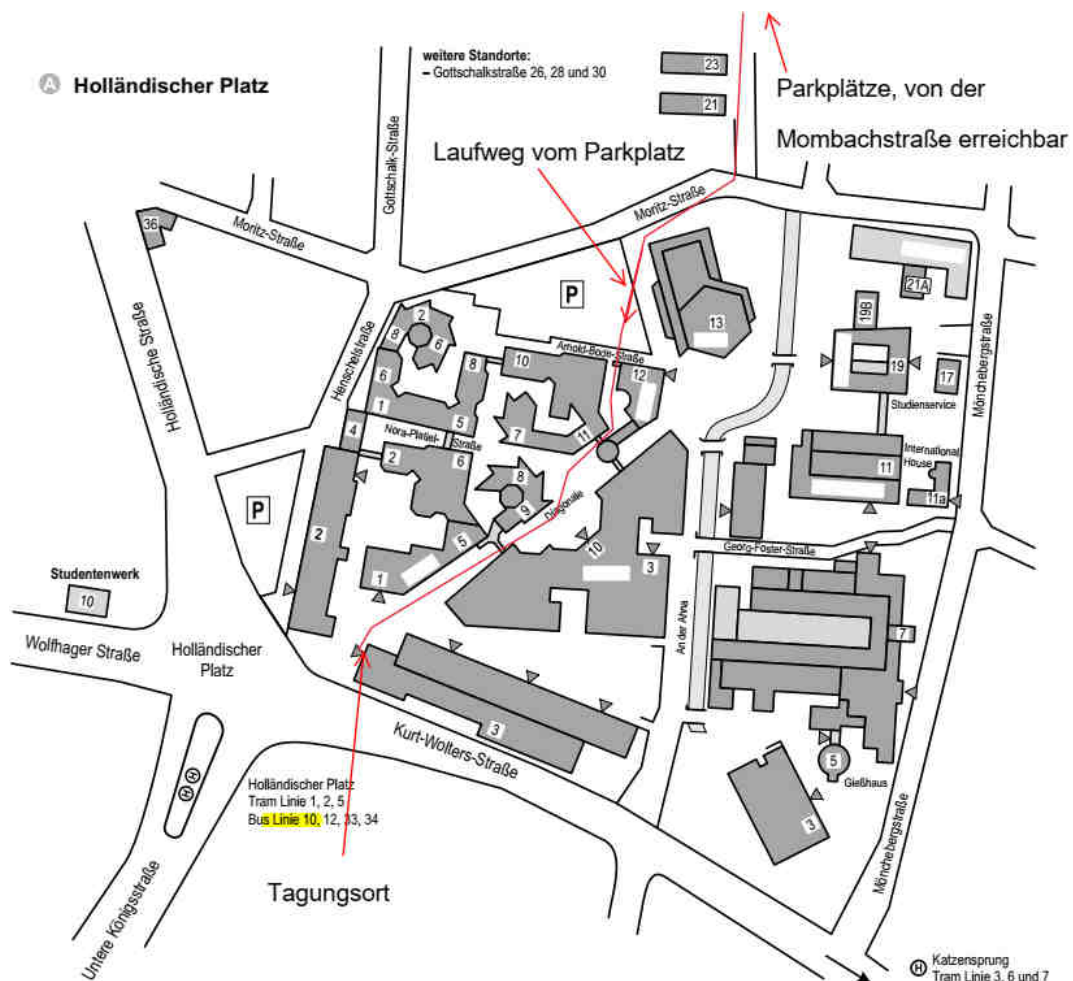 A Holländischer Platz
weitere Standorte:
– Gottschalkstraße 26, 28 und 30
23
21
Parkplätze, von der
Mombachstraße erreichbar
Laufweg vom Parkplatz
Gottschalk-Straße
Moritz-Straße
Moritz-Straße
36
Holländische Straße
Henschelstraße
P
13
21A
19B
19
17
Studienservice
Mönchebergstraße
2
8
6
8
10
Arnold-Bode-Straße
12
6
1
5
7
11
4
Nora-Platiel-
Straße
2
6
8
9
Diagonale
International
House
11
11a
P
2
5
1
10
3
Georg-Foster-Straße
Studentenwerk
10
An der Ahna
7
Wolfhager Straße
Holländischer
Platz
3
Kurt-Wolters-Straße
5
Gießhaus
3
H
H
Holländischer Platz
Tram Linie 1, 2, 5
Bus Linie 10, 12, 33, 34
Tagungsort
Untere Königsstraße
Mönchebergstraße
H Katzensprung
Tram Linie 3, 6 und 7